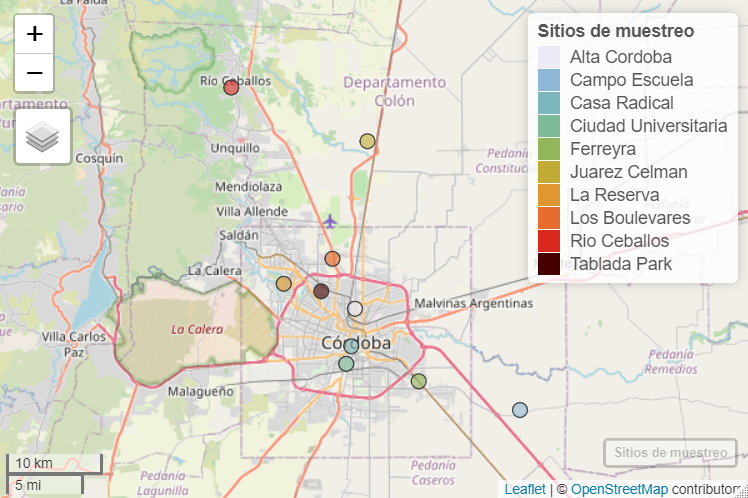 La Falda
+
−
Sitios de muestreo
Alta Cordoba
Campo Escuela
Casa Radical
Ciudad Universitaria
Ferreyra
Juarez Celman
La Reserva
Los Boulevares
Rio Ceballos
Tablada Park
Río Ceballos
Departamento
Colón
Cosquín
Unquillo
Pedanía
Mendiolaza
Villa Allende
Saldán
La Calera
Malvinas Argentinas
La Calera
Villa Carlos
Paz
Córdoba
Pedanía
Remedios
Malagueño
Sitios de muestreo
10 km
5 mi
Pedanía
Lagunilla
Pedanía
Caseros
Leaflet | © OpenStreetMap contributor